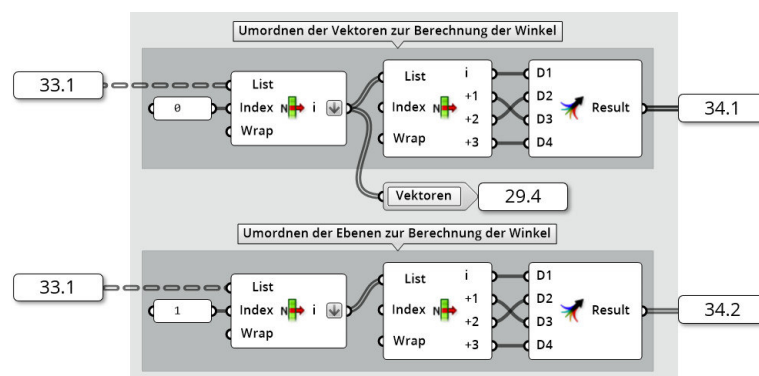 Umordnen der Vektoren zur Berechnung der Winkel
33.1
0
List
Index N i
Wrap
List i
+1
Index N
+2
Wrap
+3
D1
D2
D3
D4
Result
34.1
Vektoren
29.4
Umordnen der Ebenen zur Berechnung der Winkel
33.1
1
List
Index N i
Wrap
List i
+1
Index N
+2
Wrap
+3
D1
D2
D3
D4
Result
34.2